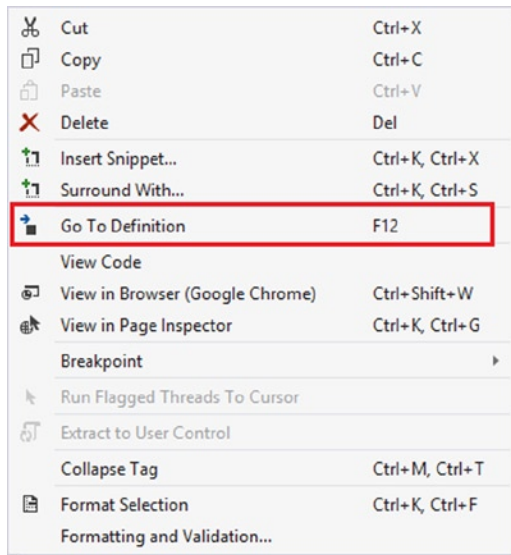 Cut Ctrl+X
Copy Ctrl+C
Paste Ctrl+V
Delete Del
Insert Snippet... Ctrl+K, Ctrl+X
Surround With... Ctrl+K, Ctrl+S
Go To Definition F12
View Code
View in Browser (Google Chrome) Ctrl+Shift+W
View in Page Inspector Ctrl+K, Ctrl+G
Breakpoint
Run Flagged Threads To Cursor
Extract to User Control
Collapse Tag Ctrl+M, Ctrl+T
Format Selection Ctrl+K, Ctrl+F
Formatting and Validation...